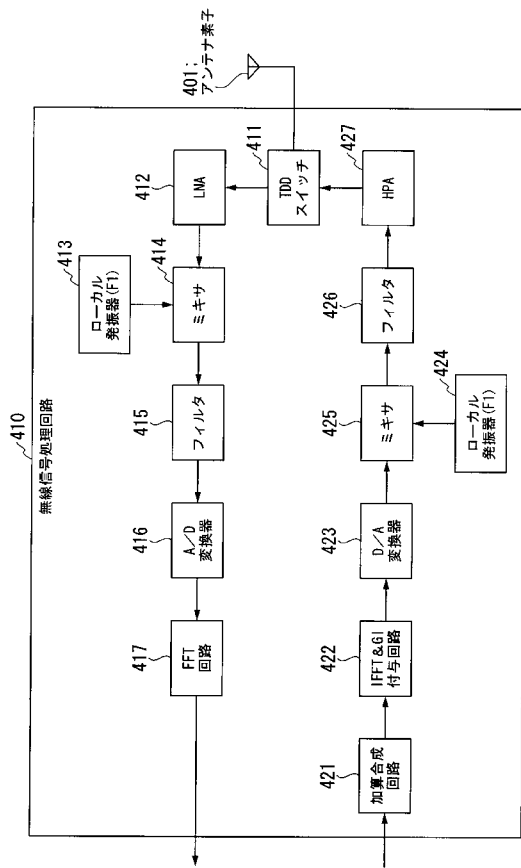 410
無線信号処理回路
401;
アンテナ素子
413
ローカル
発振器(F1)
417
FFT
回路
416
A/D
変換器
415
フィルタ
414
ミキサ
412
LNA
411
TDD
スイッチ
421
加算合成
回路
422
IFFT&GI
付与回路
423
D/A
変換器
425
ミキサ
426
フィルタ
427
HPA
424
ローカル
発振器(F1)